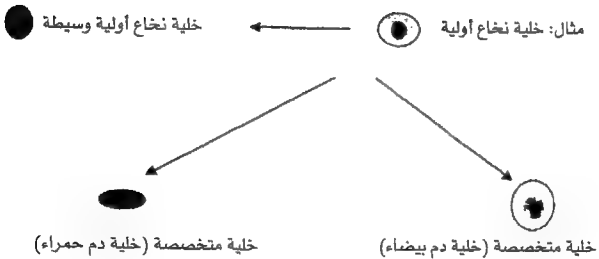 مثال: خلية نخاع أولية
خلية نخاع أولية وسيطة
خلية متخصصة (خلية دم بيضاء)
خلية متخصصة (خلية دم حمراء)